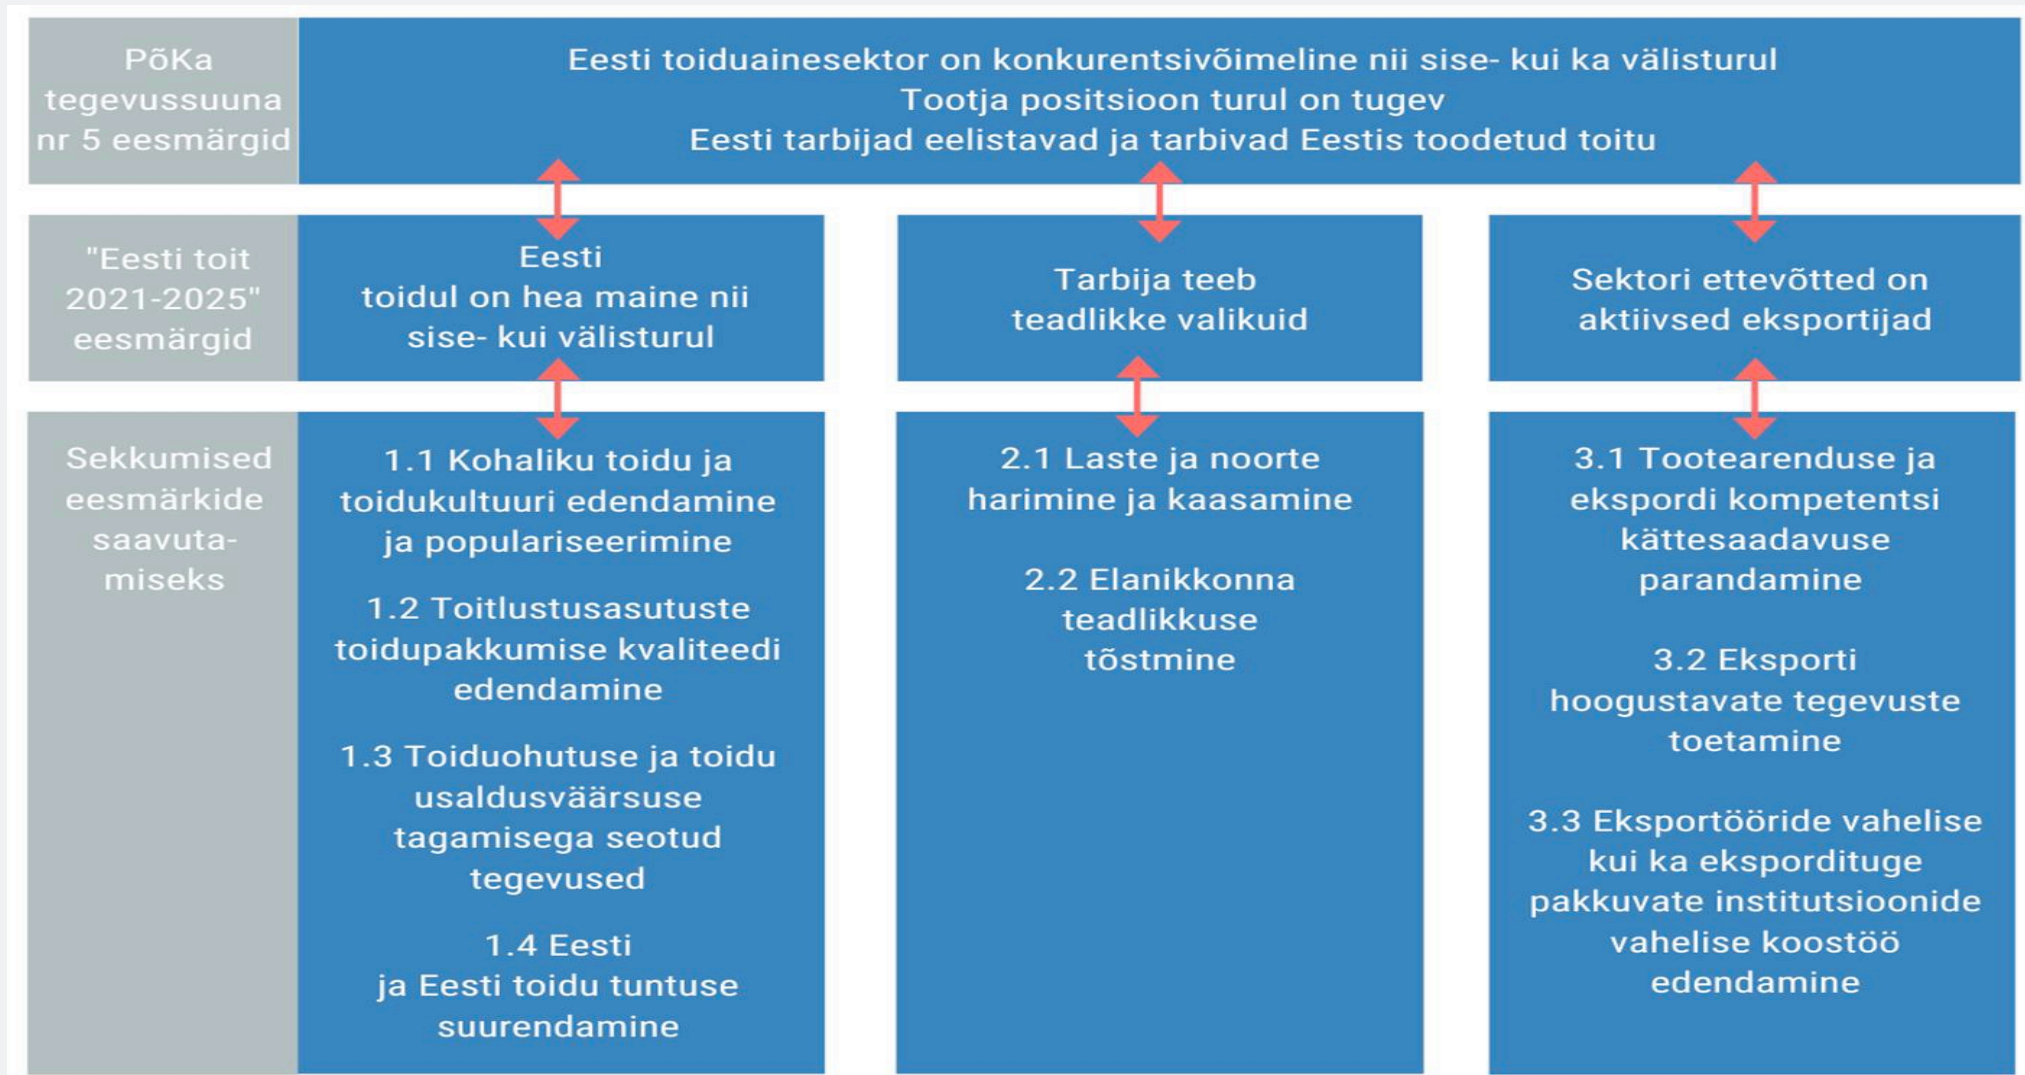 PõKa
tegevussuuna
nr 5 eesmärgid
Eesti toiduainesektor on konkurentsivõimeline nii sise- kui ka välisturul
Tootja positsioon turul on tugev
Eesti tarbijad eelistavad ja tarbivad Eestis toodetud toitu
"Eesti toit
2021-2025"
eesmärgid
Eesti
toidul on hea maine nii
sise- kui välisturul
Tarbija teeb
teadlikke valikuid
Sektori ettevõtted on
aktiivsed eksportijad
Sekkumised
eesmärkide
saavuta-
miseks
1.1 Kohaliku toidu ja
toidukultuuri edendamine
ja populariseerimine
1.2 Toitlustusasutuste
toidupakkumise kvaliteedi
edendamine
1.3 Toiduohutuse ja toidu
usaldusväärsuse
tagamisega seotud
tegevused
1.4 Eesti
ja Eesti toidu tuntuse
suurendamine
2.1 Laste ja noorte
harimine ja kaasamine
2.2 Elanikkonna
teadlikkuse
tõstmine
3.1 Tootearenduse ja
ekspordi kompetentsi
kättesaadavuse
parandamine
3.2 Eksporti
hoogustavate tegevuste
toetamine
3.3 Eksportööride vahelise
kui ka ekspordituge
pakkuvate institutsioonide
vahelise koostöö
edendamine